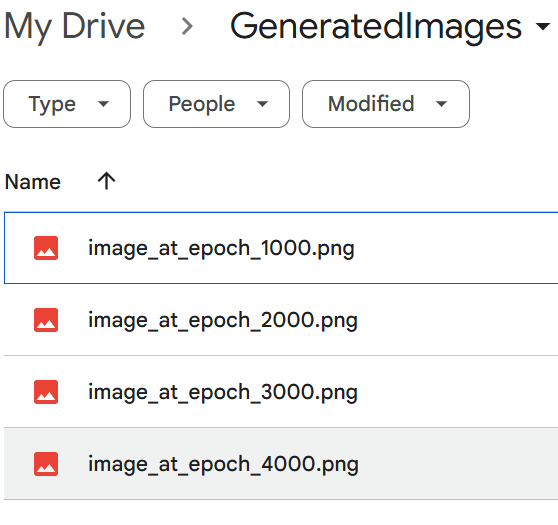 My Drive > GeneratedImages
Type People Modified
Name
image_at_epoch_1000.png
image_at_epoch_2000.png
image_at_epoch_3000.png
image_at_epoch_4000.png